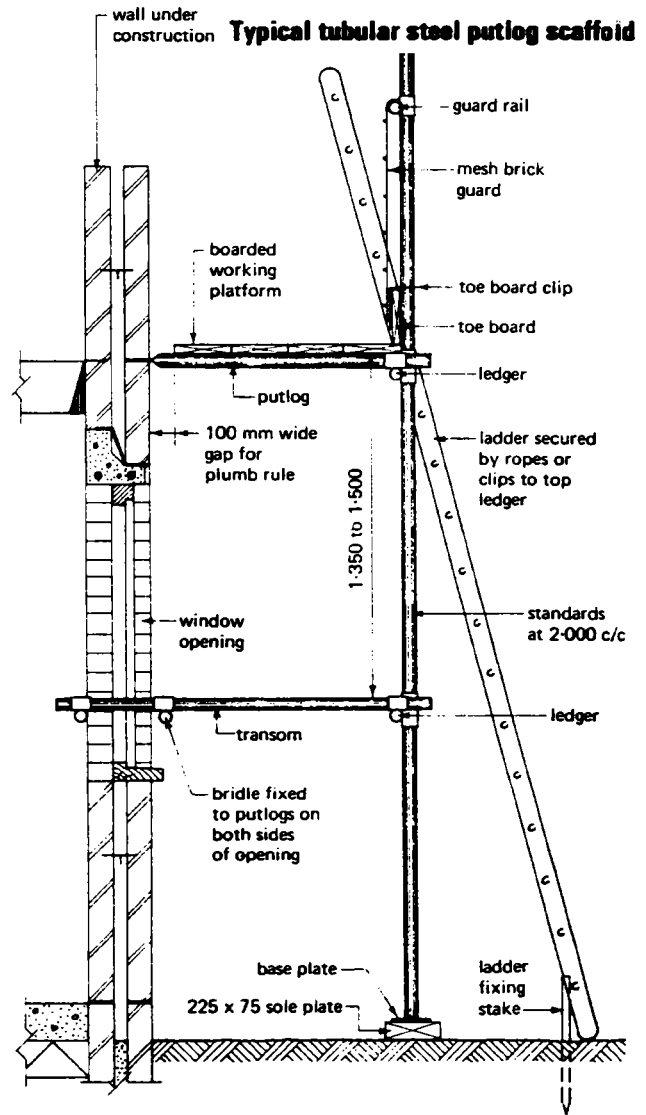 wall under
construction
Typical tubular steel putlog scaffold
guard rail
mesh brick
guard
boarded
working
platform
toe board clip
toe board
ledger
putlog
100 mm wide
gap for
plumb rule
ladder secured
by ropes or
clips to top
ledger
1·350 to 1·500
window
opening
standards
at 2·000 c/c
ledger
transom
bridle fixed
to putlogs on
both sides
of opening
base plate
225 x 75 sole plate
ladder
fixing
stake